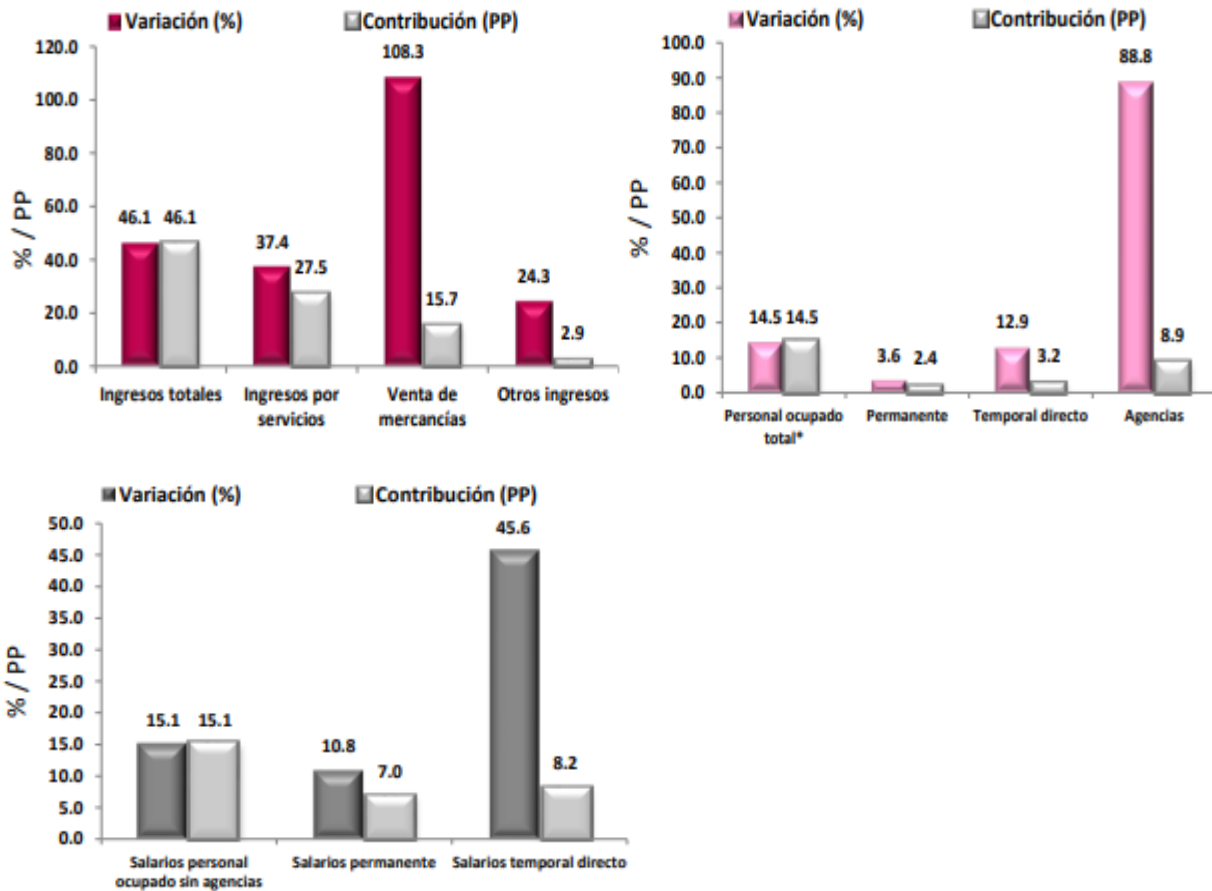 Variación (%) Contribución (PP)
120.0
100.0
80.0
60.0
40.0
20.0
0.0
% / PP
108.3
46.1 46.1
37.4
27.5
15.7
24.3
2.9
Ingresos totales
Ingresos por
servicios
Venta de
mercancías
Otros ingresos
Variación (%) Contribución (PP)
100.0
90.0
80.0
70.0
60.0
50.0
40.0
30.0
20.0
10.0
0.0
% / PP
88.8
14.5 14.5
3.6 2.4
12.9
3.2
8.9
Personal ocupado
total*
Permanente
Temporal directo
Agencias
Variación (%) Contribución (PP)
50.0
45.0
40.0
35.0
30.0
25.0
20.0
15.0
10.0
5.0
0.0
% / PP
45.6
15.1 15.1
10.8
7.0
8.2
Salarios personal
ocupado sin agencias
Salarios permanente
Salarios temporal directo